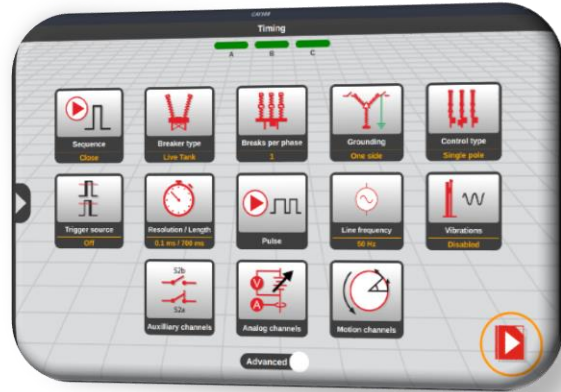 Timing
A B C
Sequence
Close
Breaker type
Live Tank
Breaks per phase
1
Grounding
One side
Control type
Single pole
Trigger source
Off
Resolution / Length
0.1 ms / 700 ms
Pulse
Line frequency
50 Hz
Vibrations
Disabled
S2b
S2a
Auxilliary channels
V
A
Analog channels
Motion channels
Advanced